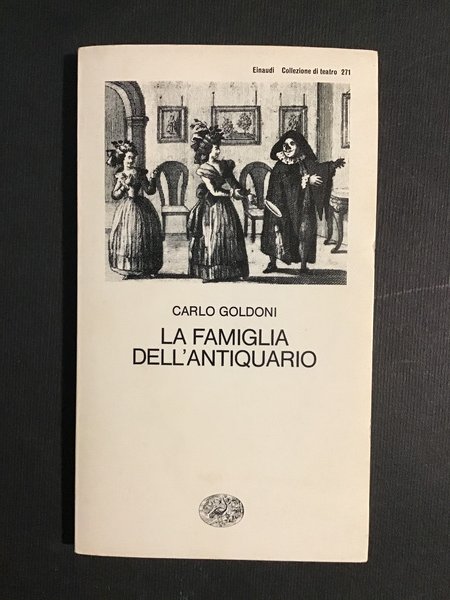 Einaudi Collezione di teatro 271
CARLO GOLDONI
LA FAMIGLIA
DELL'ANTIQUARIO